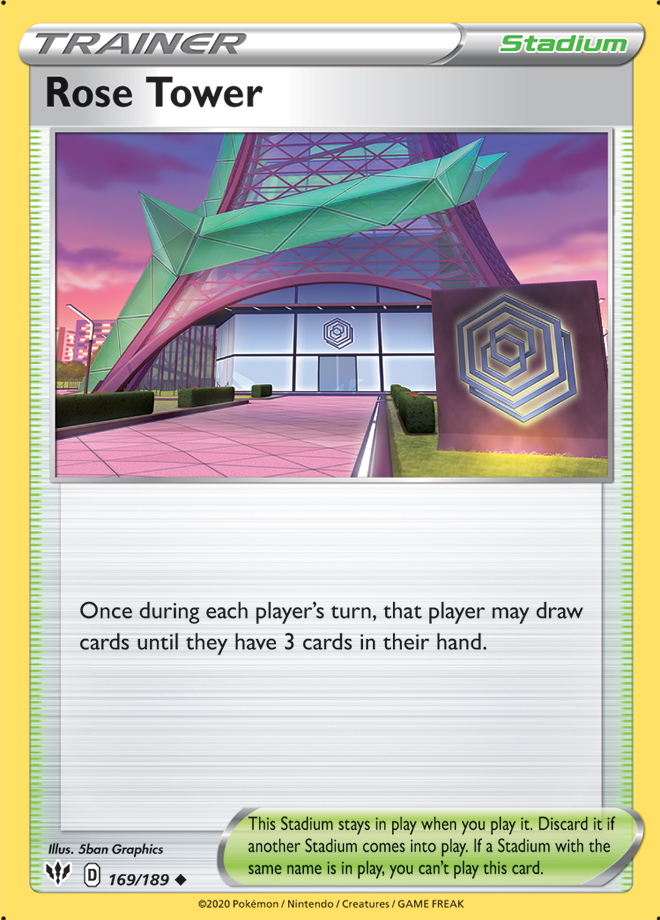 TRAINER
Stadium
Rose Tower
Once during each player's turn, that player may draw
cards until they have 3 cards in their hand.
This Stadium stays in play when you play it. Discard it if
another Stadium comes into play. If a Stadium with the
same name is in play, you can't play this card.
Illus. 5ban Graphics
D 169/189
©2020 Pokémon / Nintendo / Creatures / GAME FREAK